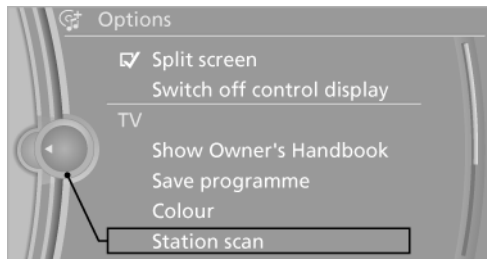 Options
Split screen
Switch off control display
TV
Show Owner's Handbook
Save programme
Colour
Station scan